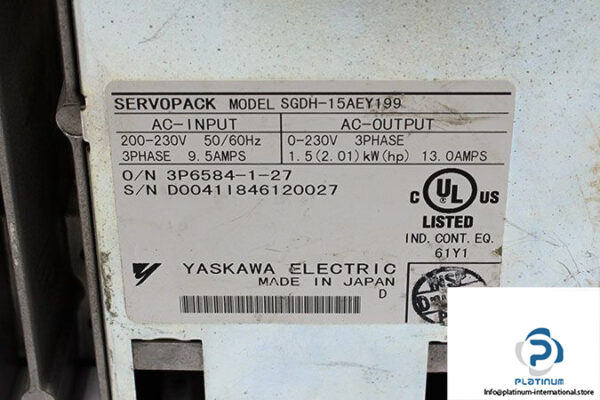 SERVOPACK MODEL SGDH-15AEY199
AC-INPUT AC-OUTPUT
200-230V 50/60Hz 0-230V 3PHASE
3PHASE 9.5AMPS 1.5(2.01)kW(hp) 13.0AMPS
O/N 3P6584-1-27
S/N D0041I846120027
C UL US
LISTED
IND. CONT. EQ.
61Y1
YASKAWA ELECTRIC
MADE IN JAPAN
D
PLATINUM
platinum-international.store